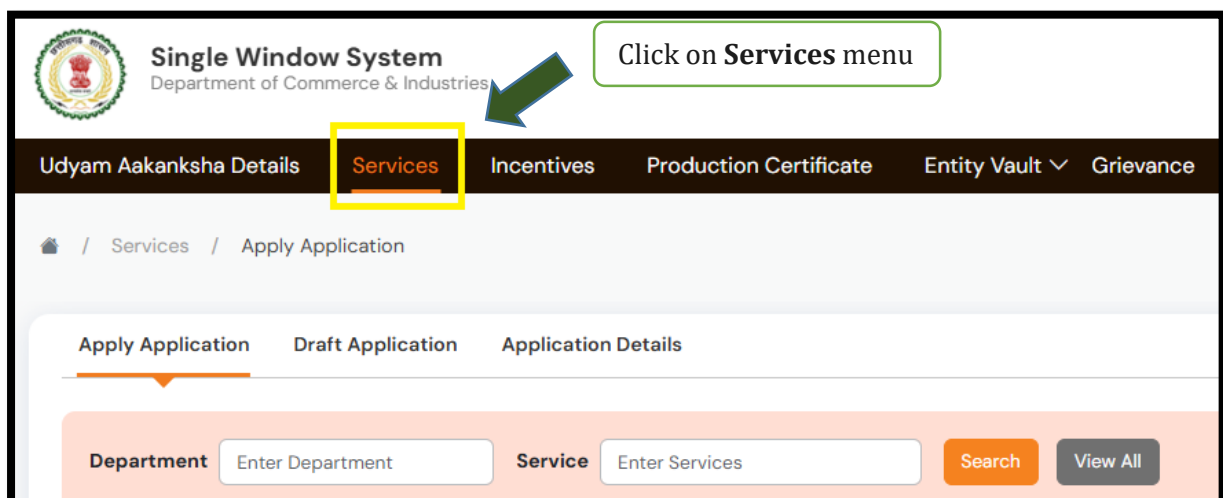 Single Window System
Department of Commerce & Industries
Click on Services menu
Udyam Aakanksha Details Services Incentives Production Certificate Entity Vault Grievance
/ Services / Apply Application
Apply Application Draft Application Application Details
Department Enter Department Service Enter Services Search View All